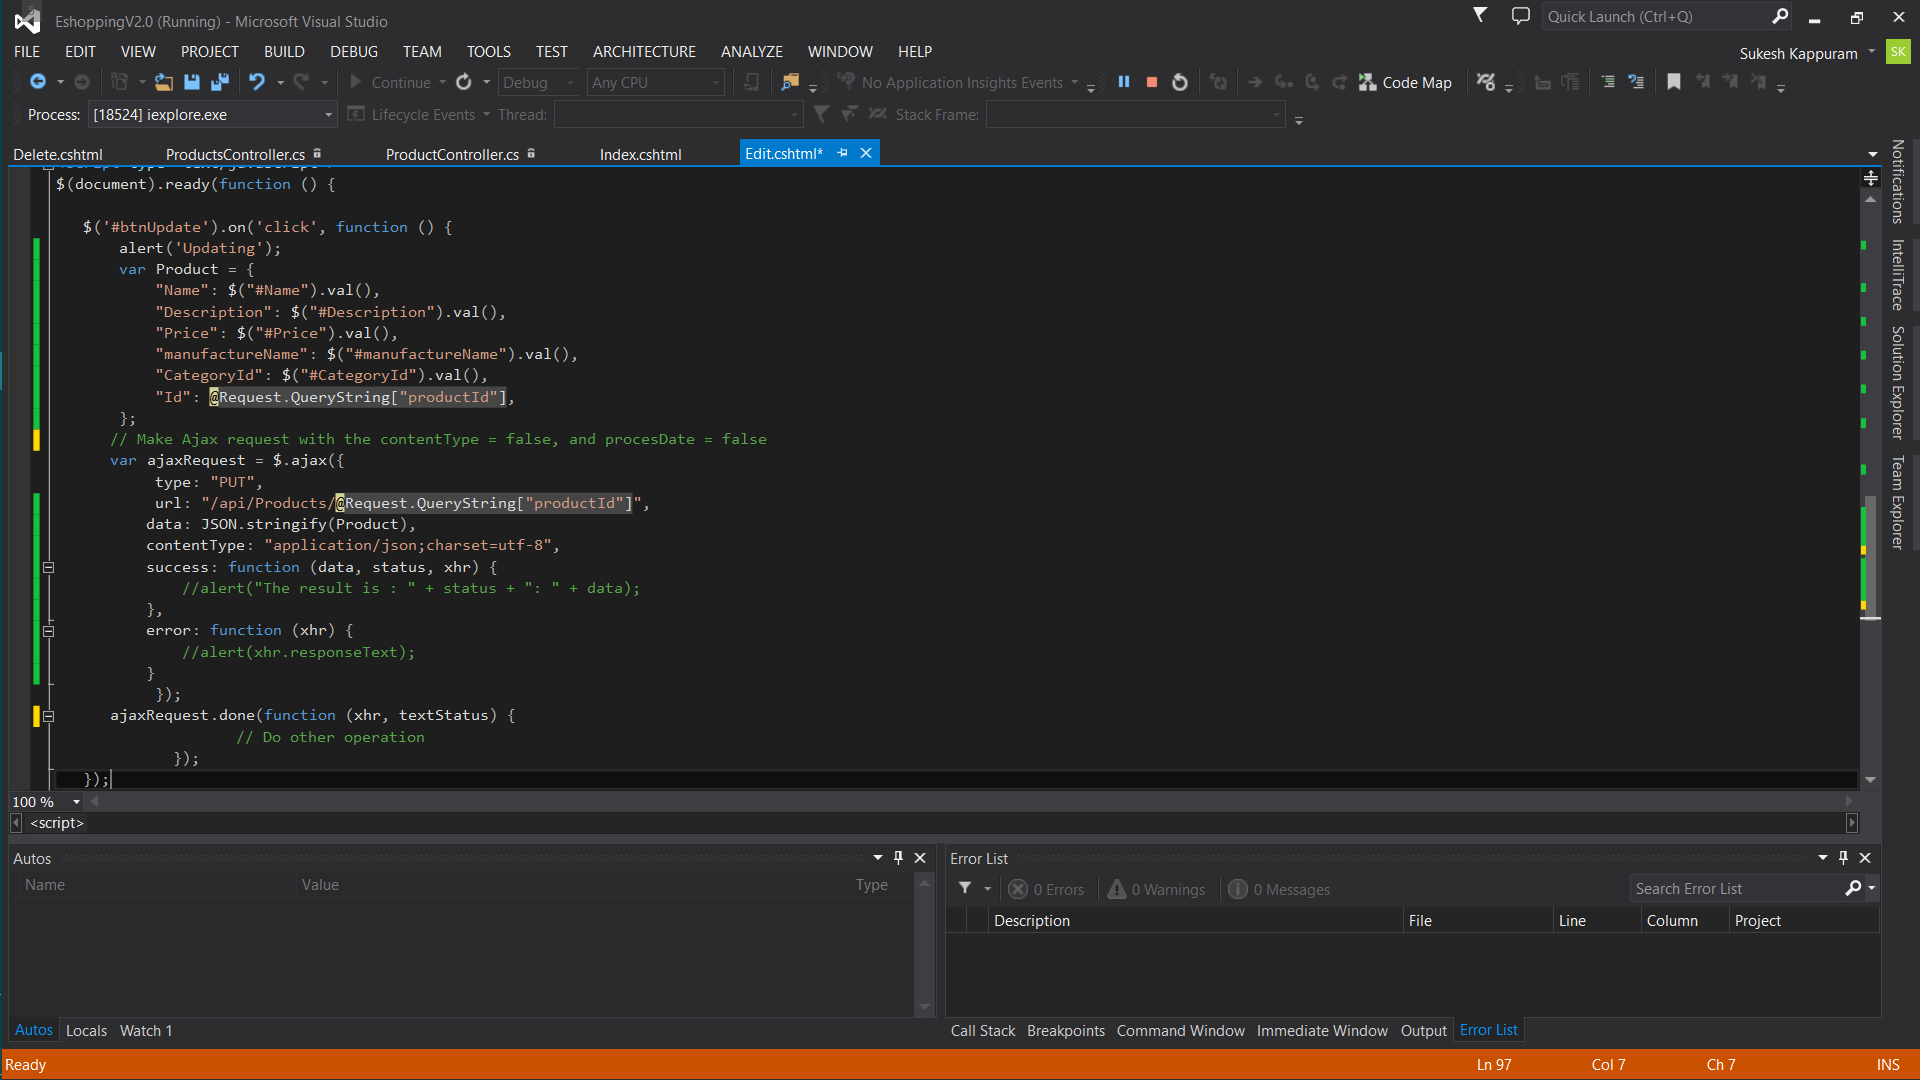 EshoppingV2.0 (Running) - Microsoft Visual Studio
Quick Launch (Ctrl+Q)
FILE EDIT VIEW PROJECT BUILD DEBUG TEAM TOOLS TEST ARCHITECTURE ANALYZE WINDOW HELP
Sukesh Kappuram SK
Continue Debug Any CPU No Application Insights Events Code Map
Process: [18524] iexplore.exe Lifecycle Events Thread: Stack Frame:
Delete.cshtml ProductsController.cs ProductController.cs Index.cshtml Edit.cshtml*
$(document).ready(function () {
$('#btnUpdate').on('click', function () {
alert('Updating');
var Product = {
"Name": $("#Name").val(),
"Description": $("#Description").val(),
"Price": $("#Price").val(),
"manufactureName": $("#manufactureName").val(),
"CategoryId": $("#CategoryId").val(),
"Id": @Request.QueryString["productId"],
};
// Make Ajax request with the contentType = false, and procesDate = false
var ajaxRequest = $.ajax({
type: "PUT",
url: "/api/Products/@Request.QueryString["productId"]",
data: JSON.stringify(Product),
contentType: "application/json;charset=utf-8",
success: function (data, status, xhr) {
//alert("The result is : " + status + ": " + data);
},
error: function (xhr) {
//alert(xhr.responseText);
}
});
ajaxRequest.done(function (xhr, textStatus) {
// Do other operation
});
});
100 %
<script>
Notifications
IntelliTrace
Solution Explorer
Team Explorer
Autos
Name Value Type
Autos Locals Watch 1
Error List
0 Errors 0 Warnings 0 Messages Search Error List
Description File Line Column Project
Call Stack Breakpoints Command Window Immediate Window Output Error List
Ready Ln 97 Col 7 Ch 7 INS